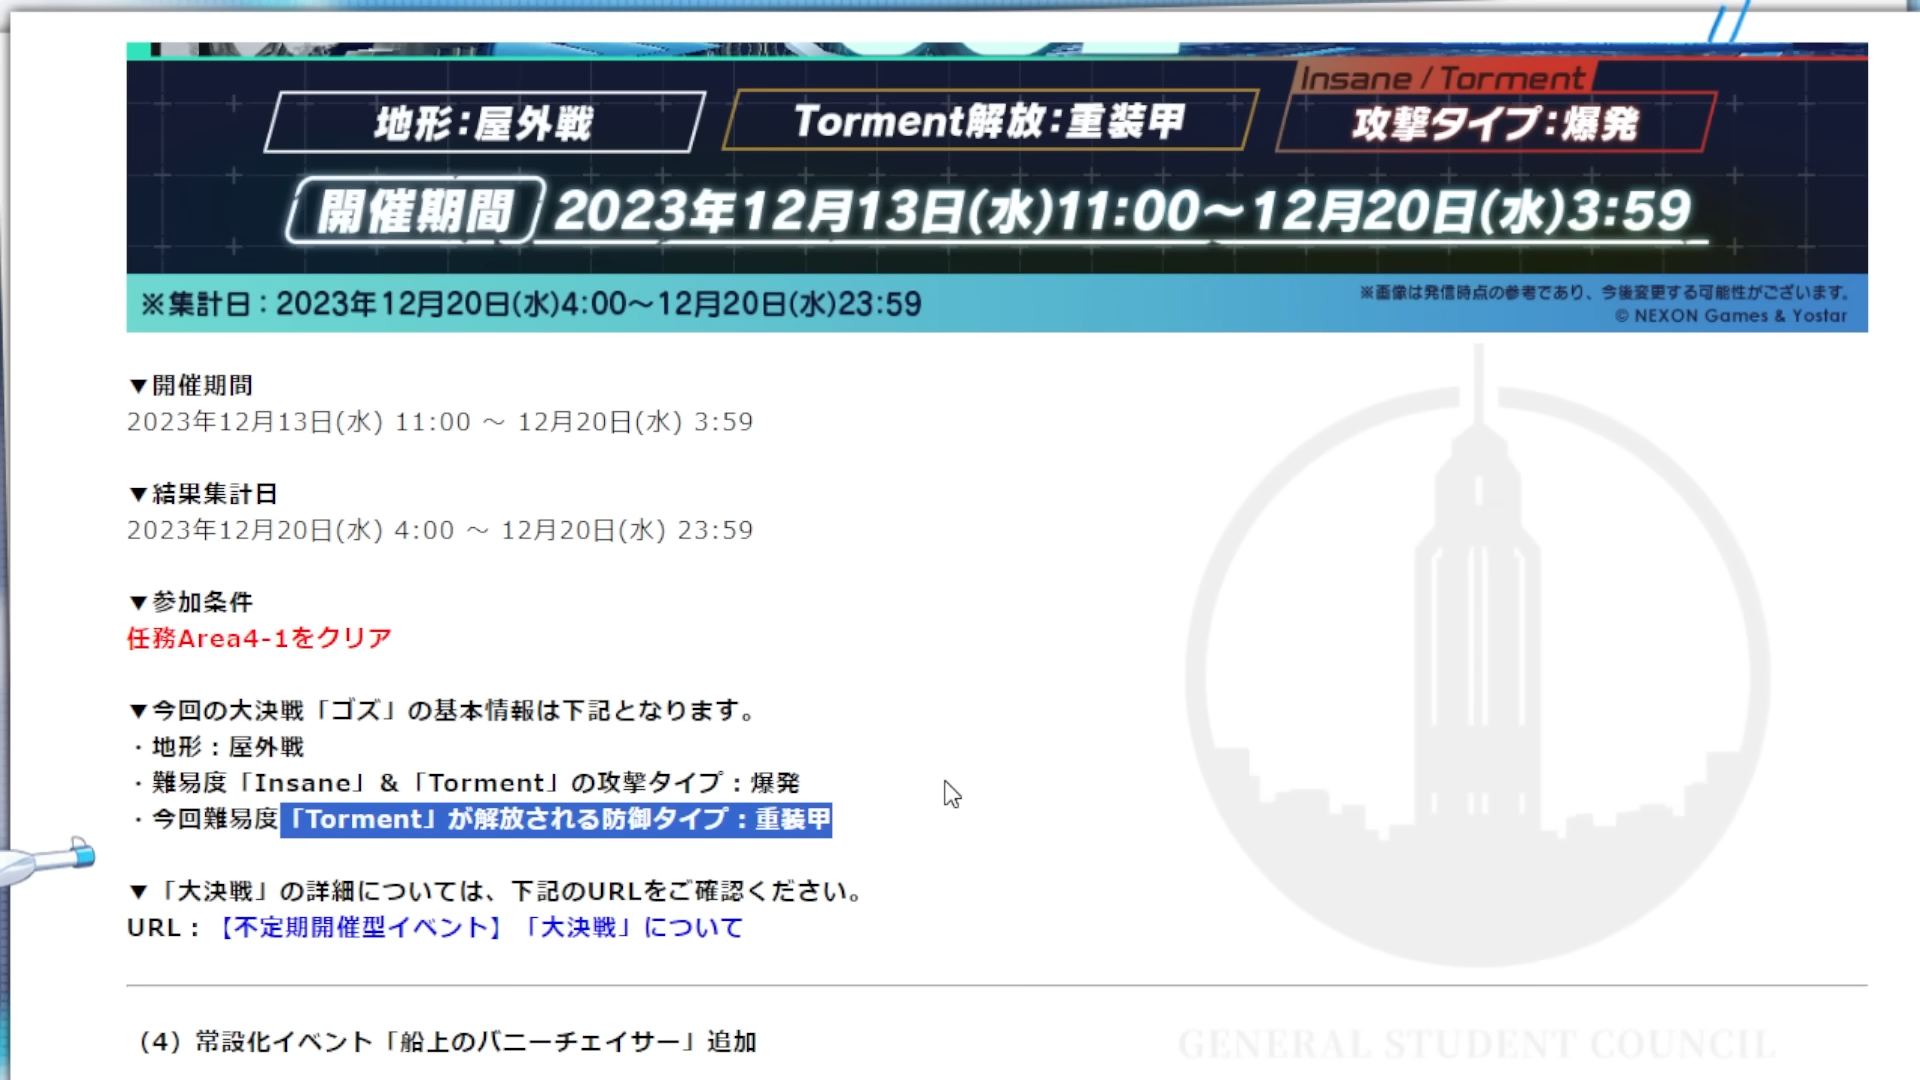 Insane / Torment
地形：屋外戦
Torment解放：重装甲
攻撃タイプ：爆発
開催期間 2023年12月13日(水)11:00～12月20日(水)3:59
※集計日：2023年12月20日(水)4:00～12月20日(水)23:59
※画像は発信時点の参考であり、今後変更する可能性がございます。
© NEXON Games & Yostar
▼開催期間
2023年12月13日(水) 11:00 ～ 12月20日(水) 3:59
▼結果集計日
2023年12月20日(水) 4:00 ～ 12月20日(水) 23:59
▼参加条件
任務Area4-1をクリア
▼今回の大決戦「ゴズ」の基本情報は下記となります。
・地形：屋外戦
・難易度「Insane」&「Torment」の攻撃タイプ：爆発
・今回難易度「Torment」が解放される防御タイプ：重装甲
▼「大決戦」の詳細については、下記のURLをご確認ください。
URL：【不定期開催型イベント】「大決戦」について
（4）常設化イベント「船上のバニーチェイサー」追加
GENERAL STUDENT COUNCIL